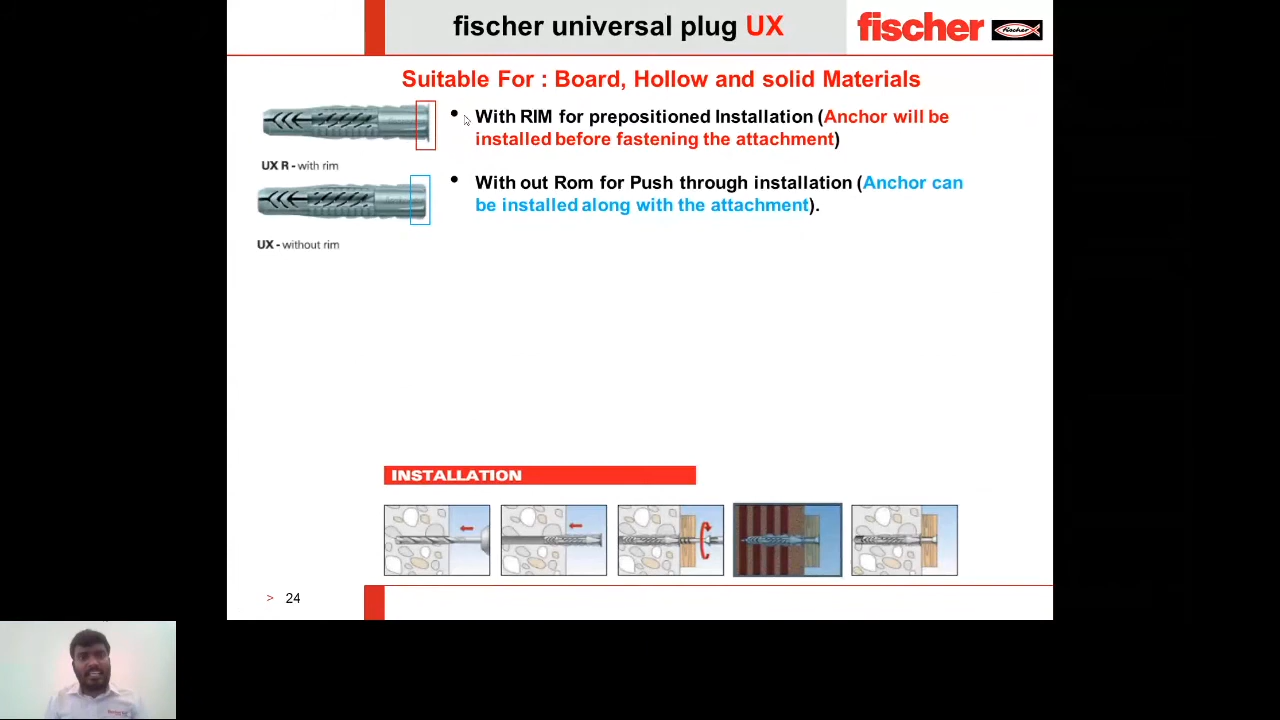 fischer universal plug UX
fischer
fischer
Suitable For : Board, Hollow and solid Materials
• With RIM for prepositioned Installation (Anchor will be
installed before fastening the attachment)
UX R - with rim
• With out Rom for Push through installation (Anchor can
be installed along with the attachment).
UX - without rim
INSTALLATION
> 24